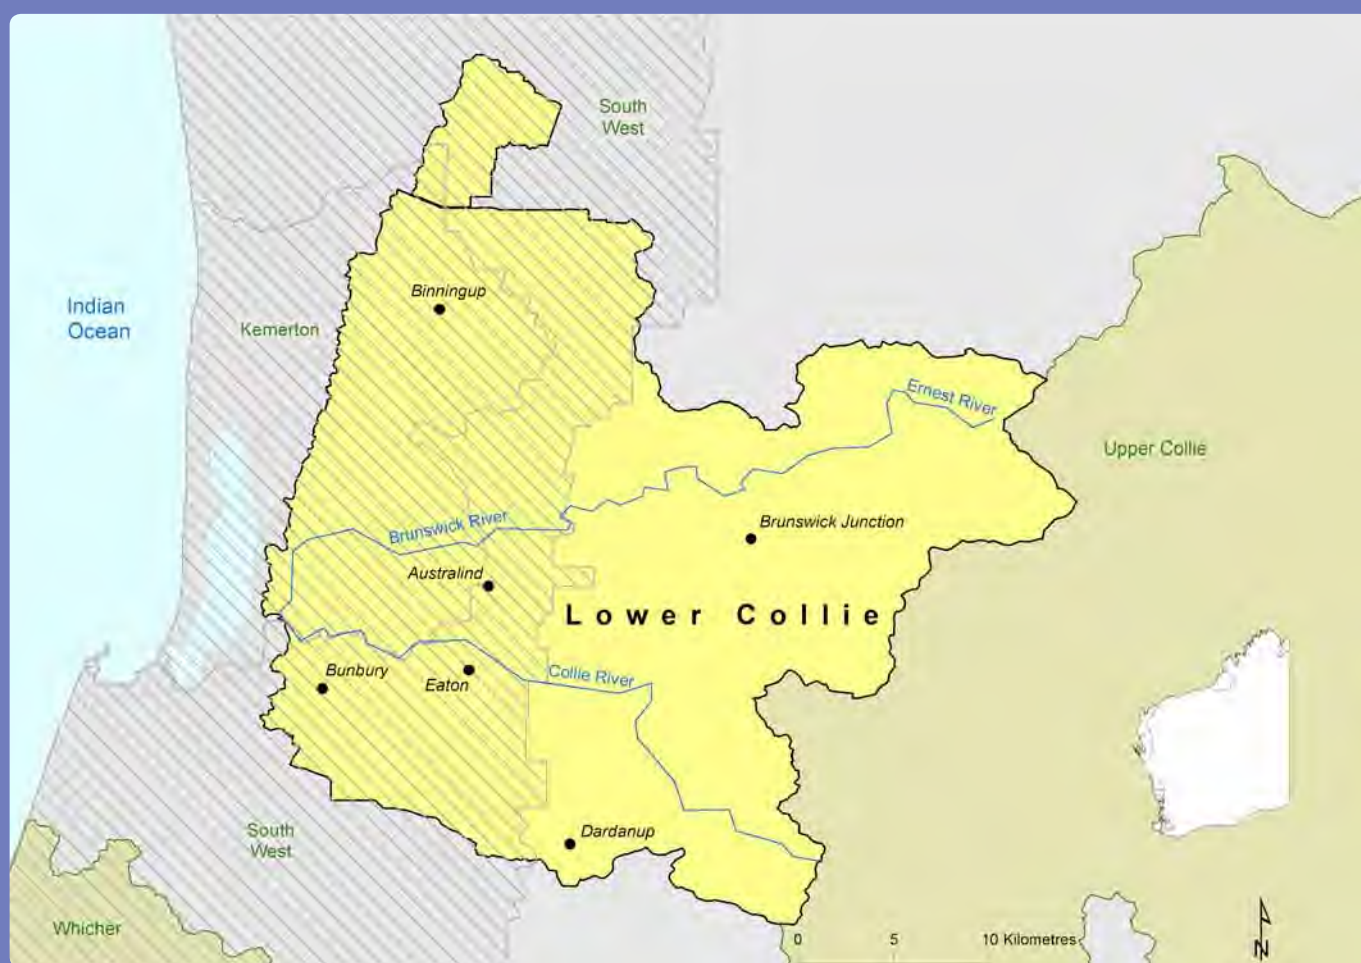 South
West
Binningup
Indian
Ocean
Kemerton
Ernest River
Upper Collie
Brunswick River
Brunswick Junction
Australind
Lower Collie
Bunbury
Eaton
Collie River
Dardanup
South
West
Whicher
0 5 10 Kilometres
N